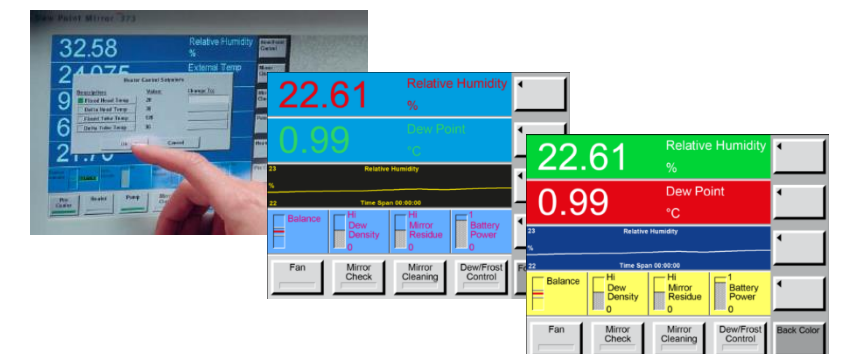 Dew Point Mirror 373
32.58
Relative Humidity
%
24.075
External Temp
Heater Control Setpoints
Description
Value:
Change To:
Fixed Head Temp
Delta Head Temp
Fixed Tube Temp
Delta Tube Temp
Cancel
21.70
Heater
Pump
22.61
Relative Humidity
%
0.99
Dew Point
°C
23
Relative Humidity
%
22
Time Span 00:00:00
Balance
Hi
Dew
Density
0
Hi
Mirror
Residue
0
1
Battery
Power
0
Fan
Mirror
Check
Mirror
Cleaning
Dew/Frost
Control
22.61
Relative Humidity
%
0.99
Dew Point
°C
23
Relative Humidity
%
22
Time Span 00:00:00
Balance
Hi
Dew
Density
0
Hi
Mirror
Residue
0
1
Battery
Power
0
Fan
Mirror
Check
Mirror
Cleaning
Dew/Frost
Control
Back Color